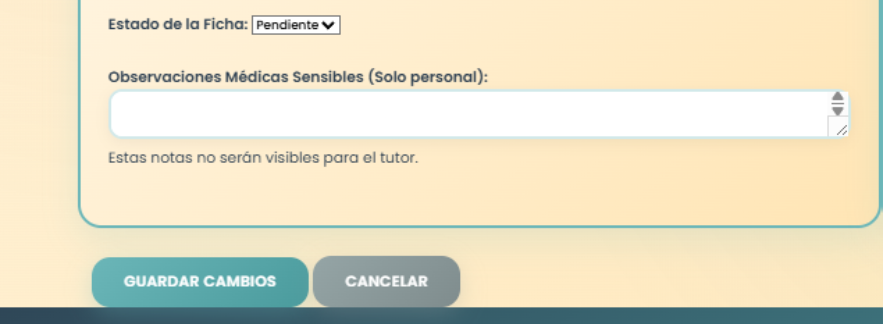 Estado de la Ficha: Pendiente
Observaciones Médicas Sensibles (Solo personal):
Estas notas no serán visibles para el tutor.
GUARDAR CAMBIOS CANCELAR